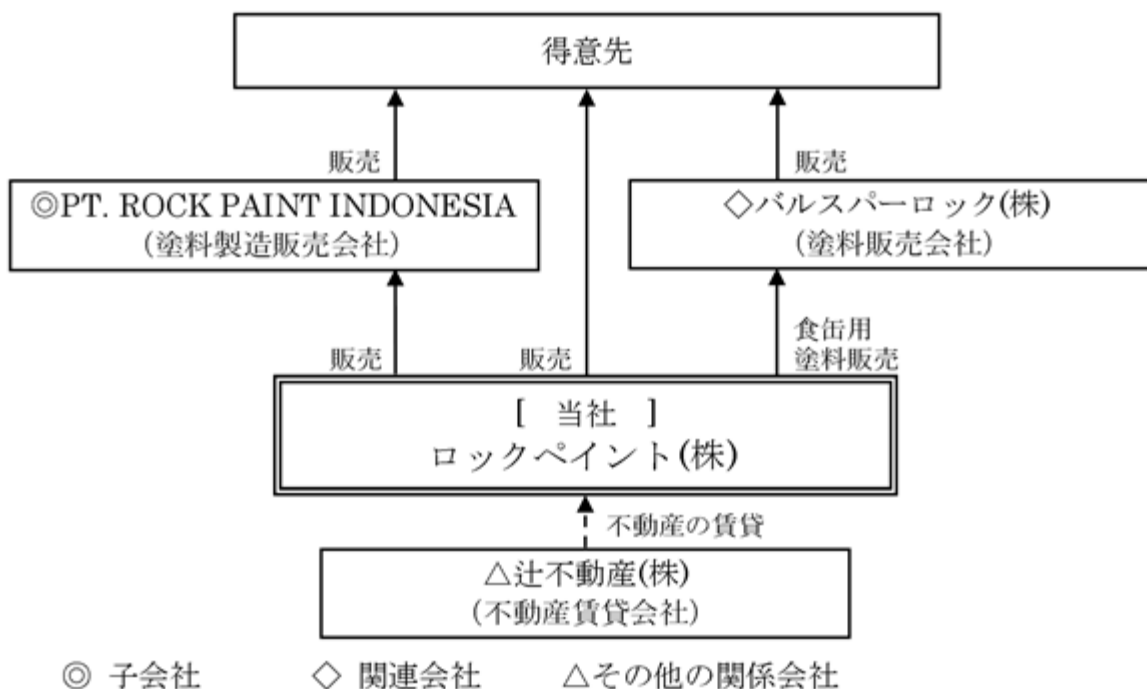 得意先
販売
販売
◎PT. ROCK PAINT INDONESIA
(塗料製造販売会社)
◇バルスパーロック(株)
(塗料販売会社)
販売
販売
食缶用
塗料販売
[ 当社 ]
ロックペイント(株)
不動産の賃貸
△辻不動産(株)
(不動産賃貸会社)
◎ 子会社 ◇ 関連会社 △その他の関係会社